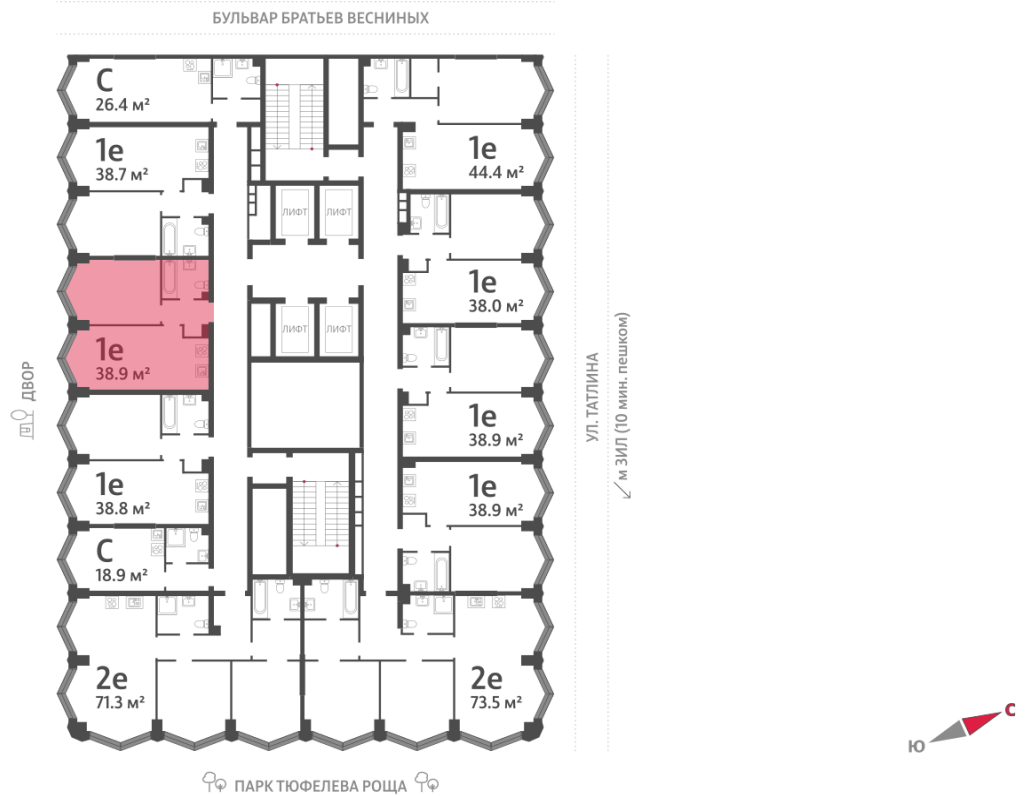 БУЛЬВАР БРАТЬЕВ ВЕСНИНЫХ
С
26.4 м²
1е
38.7 м²
1е
44.4 м²
ЛИФТ
ЛИФТ
1е
38.0 м²
ЛИФТ
ЛИФТ
1е
38.9 м²
ДВОР
УЛ. ТАТЛИНА
м ЗИЛ (10 мин. пешком)
1е
38.9 м²
1е
38.8 м²
1е
38.9 м²
С
18.9 м²
2е
71.3 м²
2е
73.5 м²
С
Ю
ПАРК ТЮФЕЛЕВА РОЩА